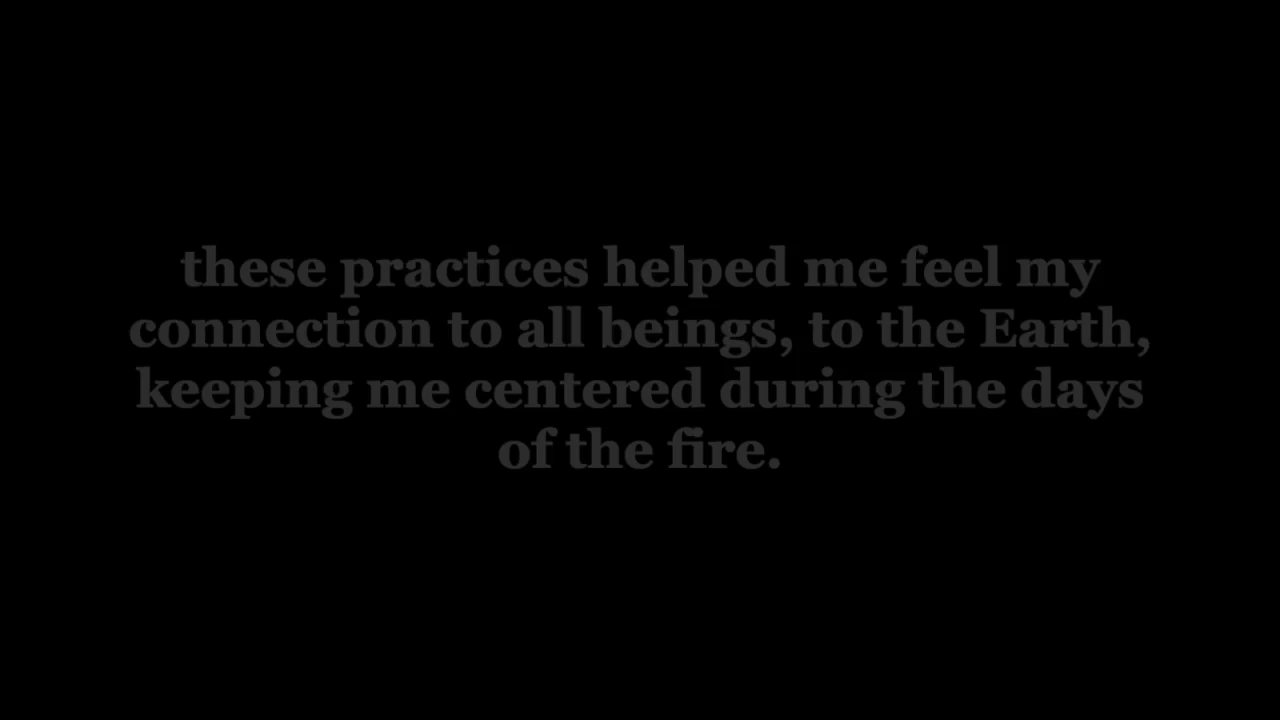 these practices helped me feel my
connection to all beings, to the Earth,
keeping me centered during the days
of the fire.